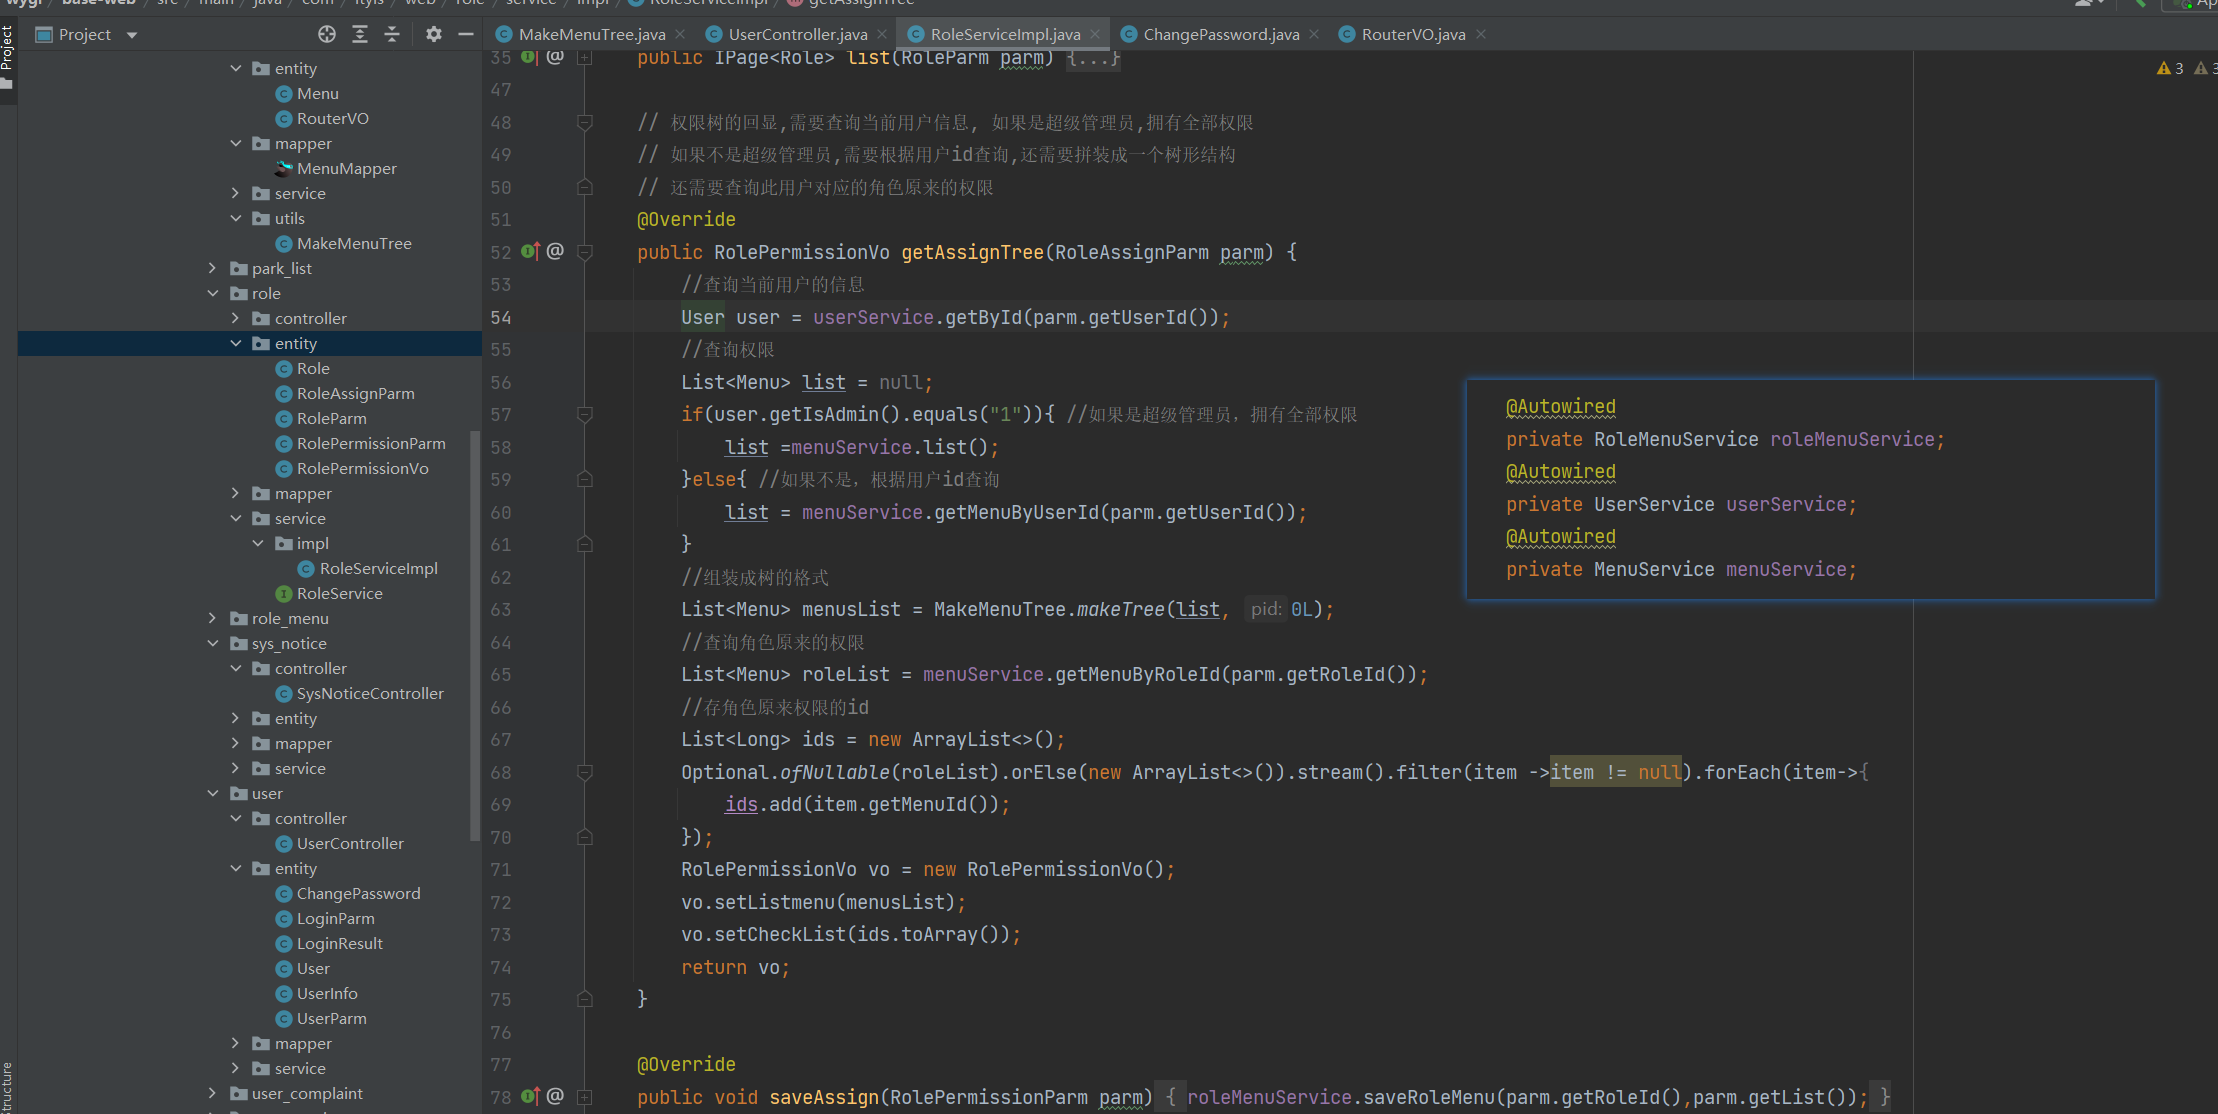 wygl base-web src main java com ltyls web role service impl RoleServiceImpl getAssignTree
Project
Project
MakeMenuTree.java
UserController.java
RoleServiceImpl.java
ChangePassword.java
RouterVO.java
entity
Menu
RouterVO
mapper
MenuMapper
service
utils
MakeMenuTree
park_list
role
controller
entity
Role
RoleAssignParm
RoleParm
RolePermissionParm
RolePermissionVo
mapper
service
impl
RoleServiceImpl
RoleService
role_menu
sys_notice
controller
SysNoticeController
entity
mapper
service
user
controller
UserController
entity
ChangePassword
LoginParm
LoginResult
User
UserInfo
UserParm
mapper
service
user_complaint
Structure
3 3
35 public IPage<Role> list(RoleParm parm) {...}
47
48 // 权限树的回显,需要查询当前用户信息, 如果是超级管理员,拥有全部权限
49 // 如果不是超级管理员,需要根据用户id查询,还需要拼装成一个树形结构
50 // 还需要查询此用户对应的角色原来的权限
51 @Override
52 public RolePermissionVo getAssignTree(RoleAssignParm parm) {
53 //查询当前用户的信息
54 User user = userService.getById(parm.getUserId());
55 //查询权限
56 List<Menu> list = null;
57 if(user.getIsAdmin().equals("1")){ //如果是超级管理员，拥有全部权限
58 list =menuService.list();
59 }else{ //如果不是，根据用户id查询
60 list = menuService.getMenuByUserId(parm.getUserId());
61 }
62 //组装成树的格式
63 List<Menu> menusList = MakeMenuTree.makeTree(list, pid: 0L);
64 //查询角色原来的权限
65 List<Menu> roleList = menuService.getMenuByRoleId(parm.getRoleId());
66 //存角色原来权限的id
67 List<Long> ids = new ArrayList<>();
68 Optional.ofNullable(roleList).orElse(new ArrayList<>()).stream().filter(item ->item != null).forEach(item->{
69 ids.add(item.getMenuId());
70 });
71 RolePermissionVo vo = new RolePermissionVo();
72 vo.setListmenu(menusList);
73 vo.setCheckList(ids.toArray());
74 return vo;
75 }
76
77 @Override
78 public void saveAssign(RolePermissionParm parm) { roleMenuService.saveRoleMenu(parm.getRoleId(),parm.getList()); }
@Autowired
private RoleMenuService roleMenuService;
@Autowired
private UserService userService;
@Autowired
private MenuService menuService;